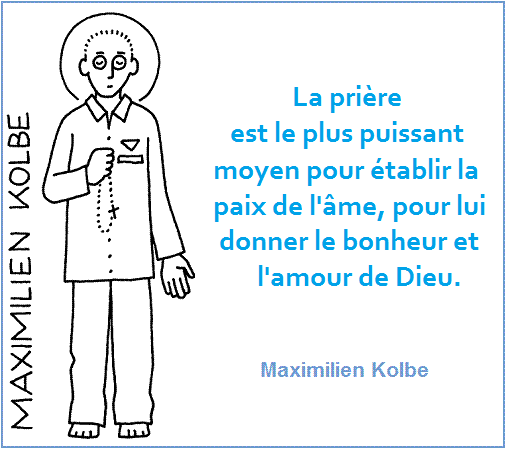 MAXIMILIEN KOLBE
La prière
est le plus puissant
moyen pour établir la
paix de l'âme, pour lui
donner le bonheur et
l'amour de Dieu.
Maximilien Kolbe